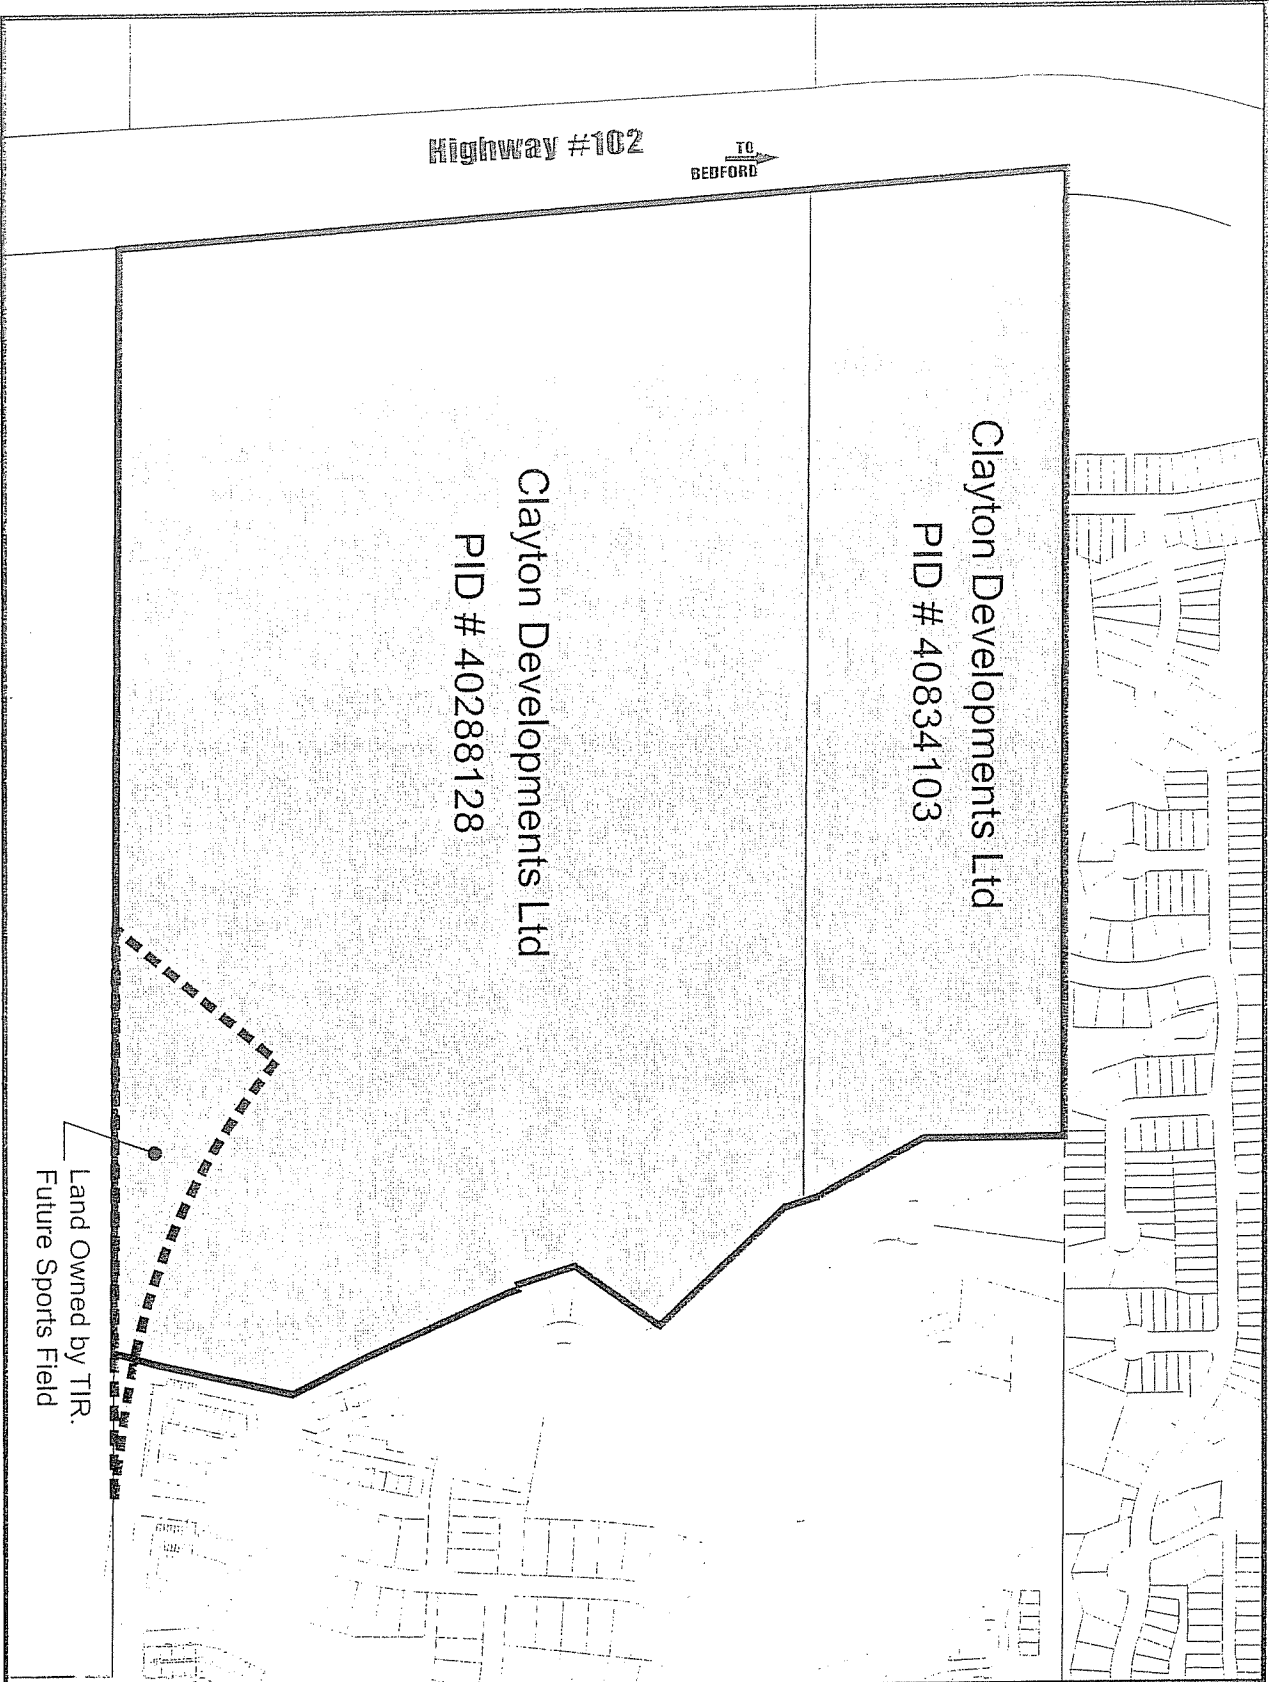 Highway #102
TO
BEDFORD
Clayton Developments Ltd
PID # 40834103
Clayton Developments Ltd
PID # 40288128
Land Owned by TIR.
Future Sports Field